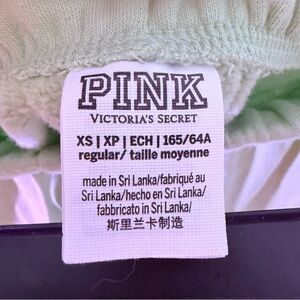 PINK
VICTORIA'S SECRET
XS | XP | ECH | 165/64A
regular/ taille moyenne
made in Sri Lanka/fabriqué au
Sri Lanka/hecho en Sri Lanka/
fabbricato in Sri Lanka/
斯里兰卡制造